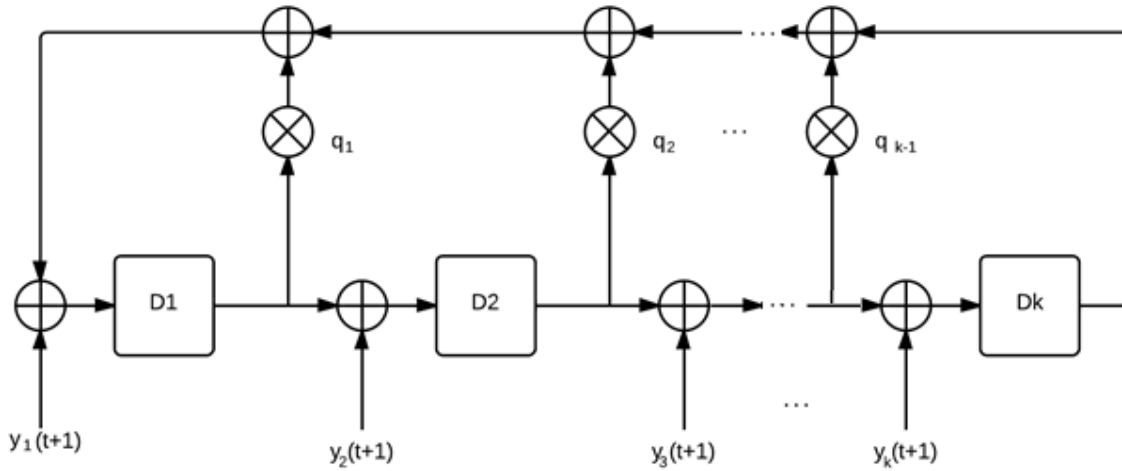 ...
q1
q2
...
q k-1
D1
D2
...
Dk
...
y1(t+1)
y2(t+1)
y3(t+1)
yk(t+1)